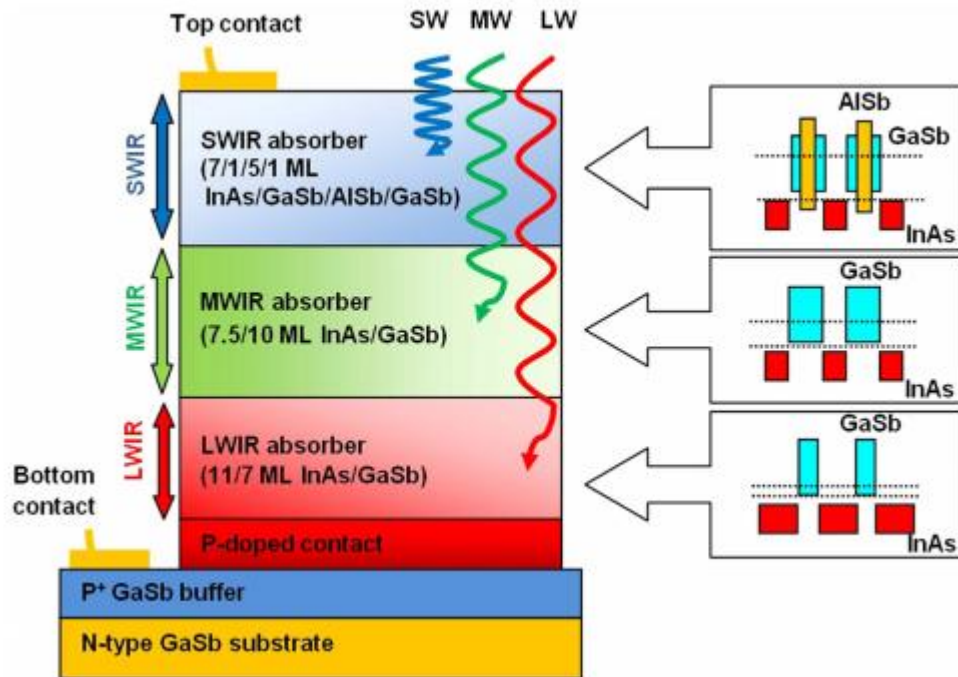 Top contact
SW MW LW
SWIR
SWIR absorber
(7/1/5/1 ML
InAs/GaSb/AlSb/GaSb)
AlSb
GaSb
InAs
MWIR
MWIR absorber
(7.5/10 ML InAs/GaSb)
GaSb
InAs
LWIR
LWIR absorber
(11/7 ML InAs/GaSb)
GaSb
InAs
Bottom
contact
P-doped contact
P⁺ GaSb buffer
N-type GaSb substrate